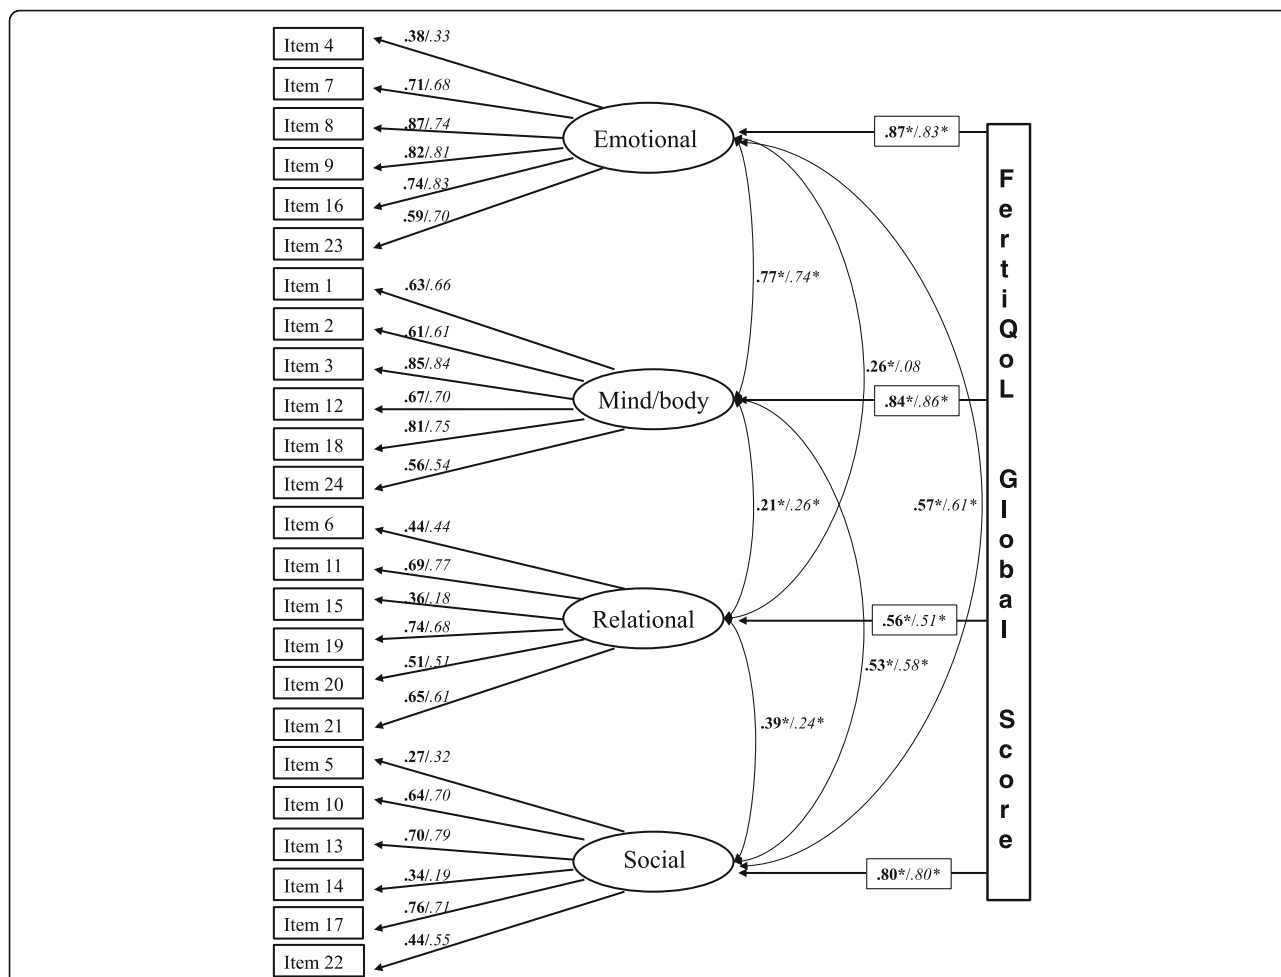 Item 4
.38/.33
Item 7
.71/.68
Item 8
.87/.74
Item 9
.82/.81
Item 16
.74/.83
Item 23
.59/.70
Emotional
.87*/.83*
Item 1
.63/.66
Item 2
.61/.61
Item 3
.85/.84
Item 12
.67/.70
Item 18
.81/.75
Item 24
.56/.54
Mind/body
.84*/.86*
Item 6
.44/.44
Item 11
.69/.77
Item 15
.36/.18
Item 19
.74/.68
Item 20
.51/.51
Item 21
.65/.61
Relational
.56*/.51*
Item 5
.27/.32
Item 10
.64/.70
Item 13
.70/.79
Item 14
.34/.19
Item 17
.76/.71
Item 22
.44/.55
Social
.80*/.80*
.77*/.74*
.26*/.08
.21*/.26*
.57*/.61*
.53*/.58*
.39*/.24*
FertiQoL Global Score